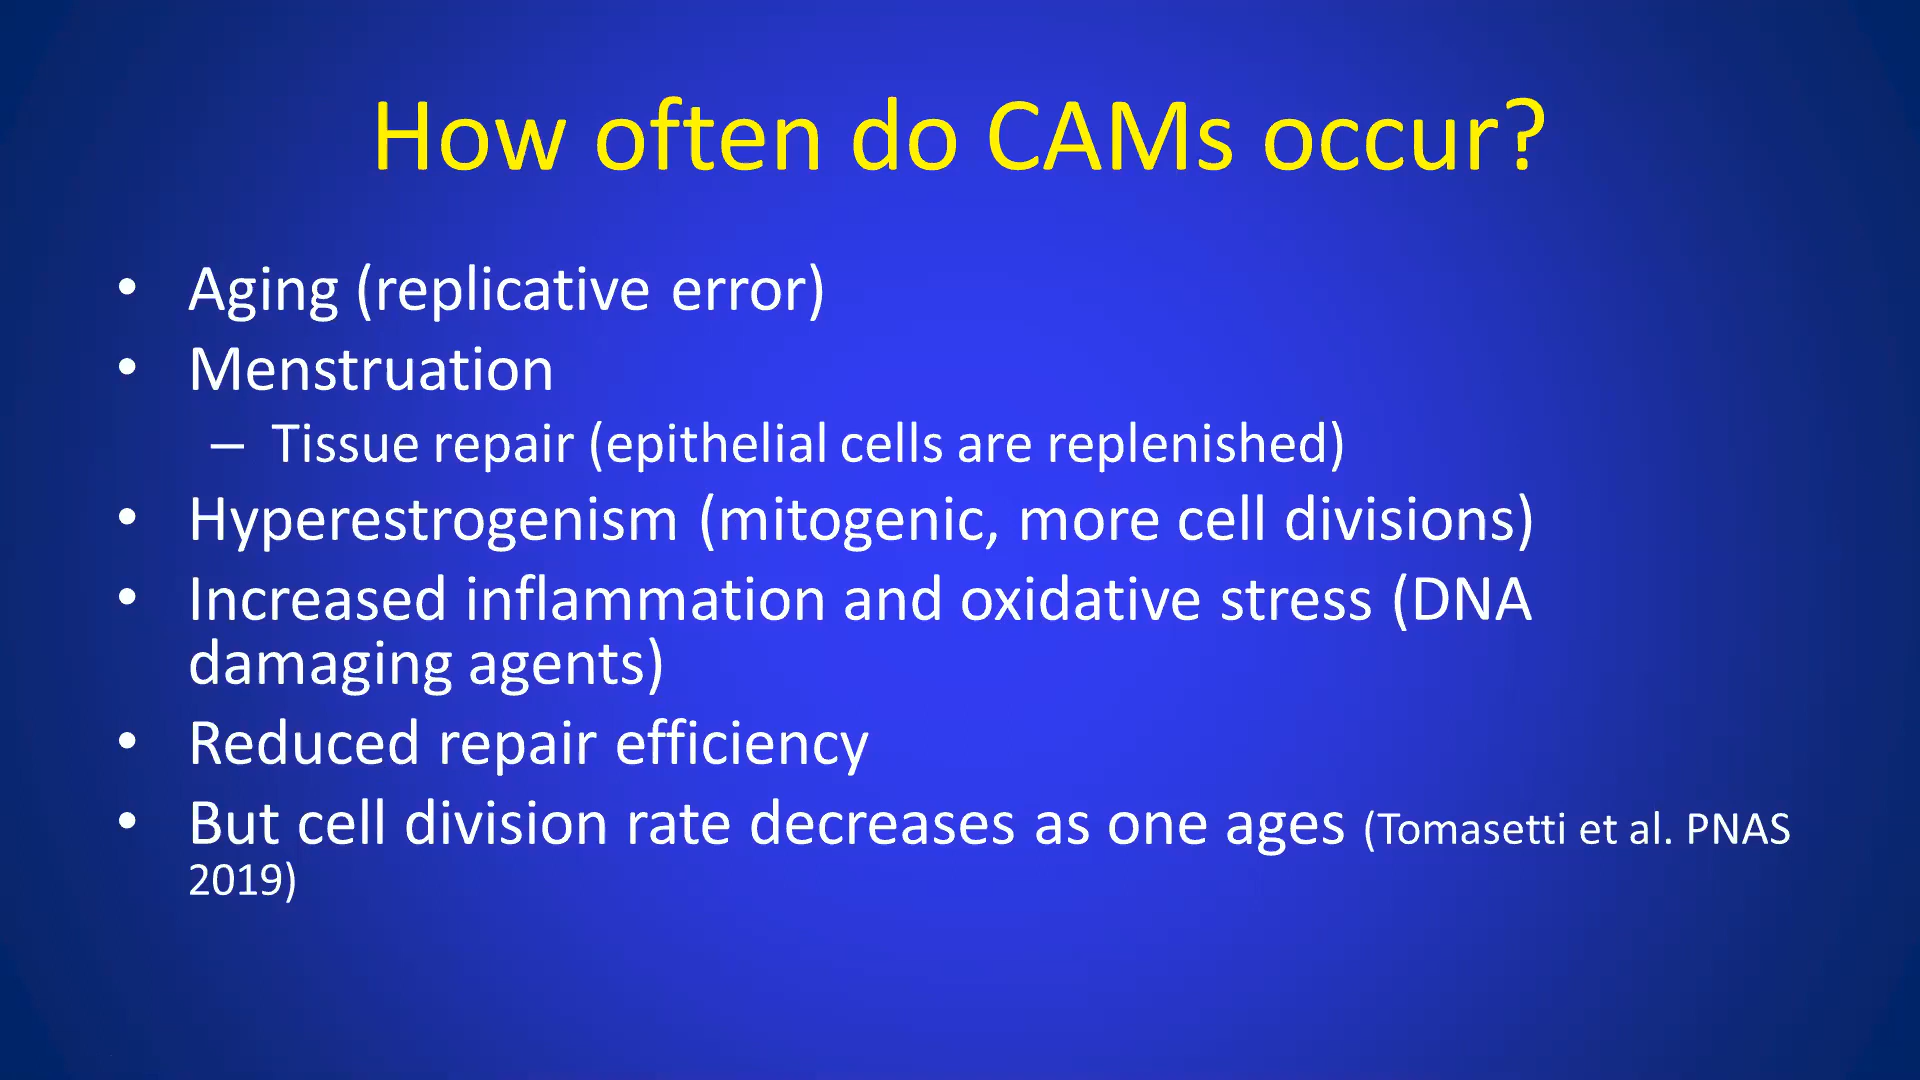 How often do CAMs occur?
• Aging (replicative error)
• Menstruation
– Tissue repair (epithelial cells are replenished)
• Hyperestrogenism (mitogenic, more cell divisions)
• Increased inflammation and oxidative stress (DNA
damaging agents)
• Reduced repair efficiency
• But cell division rate decreases as one ages (Tomasetti et al. PNAS
2019)